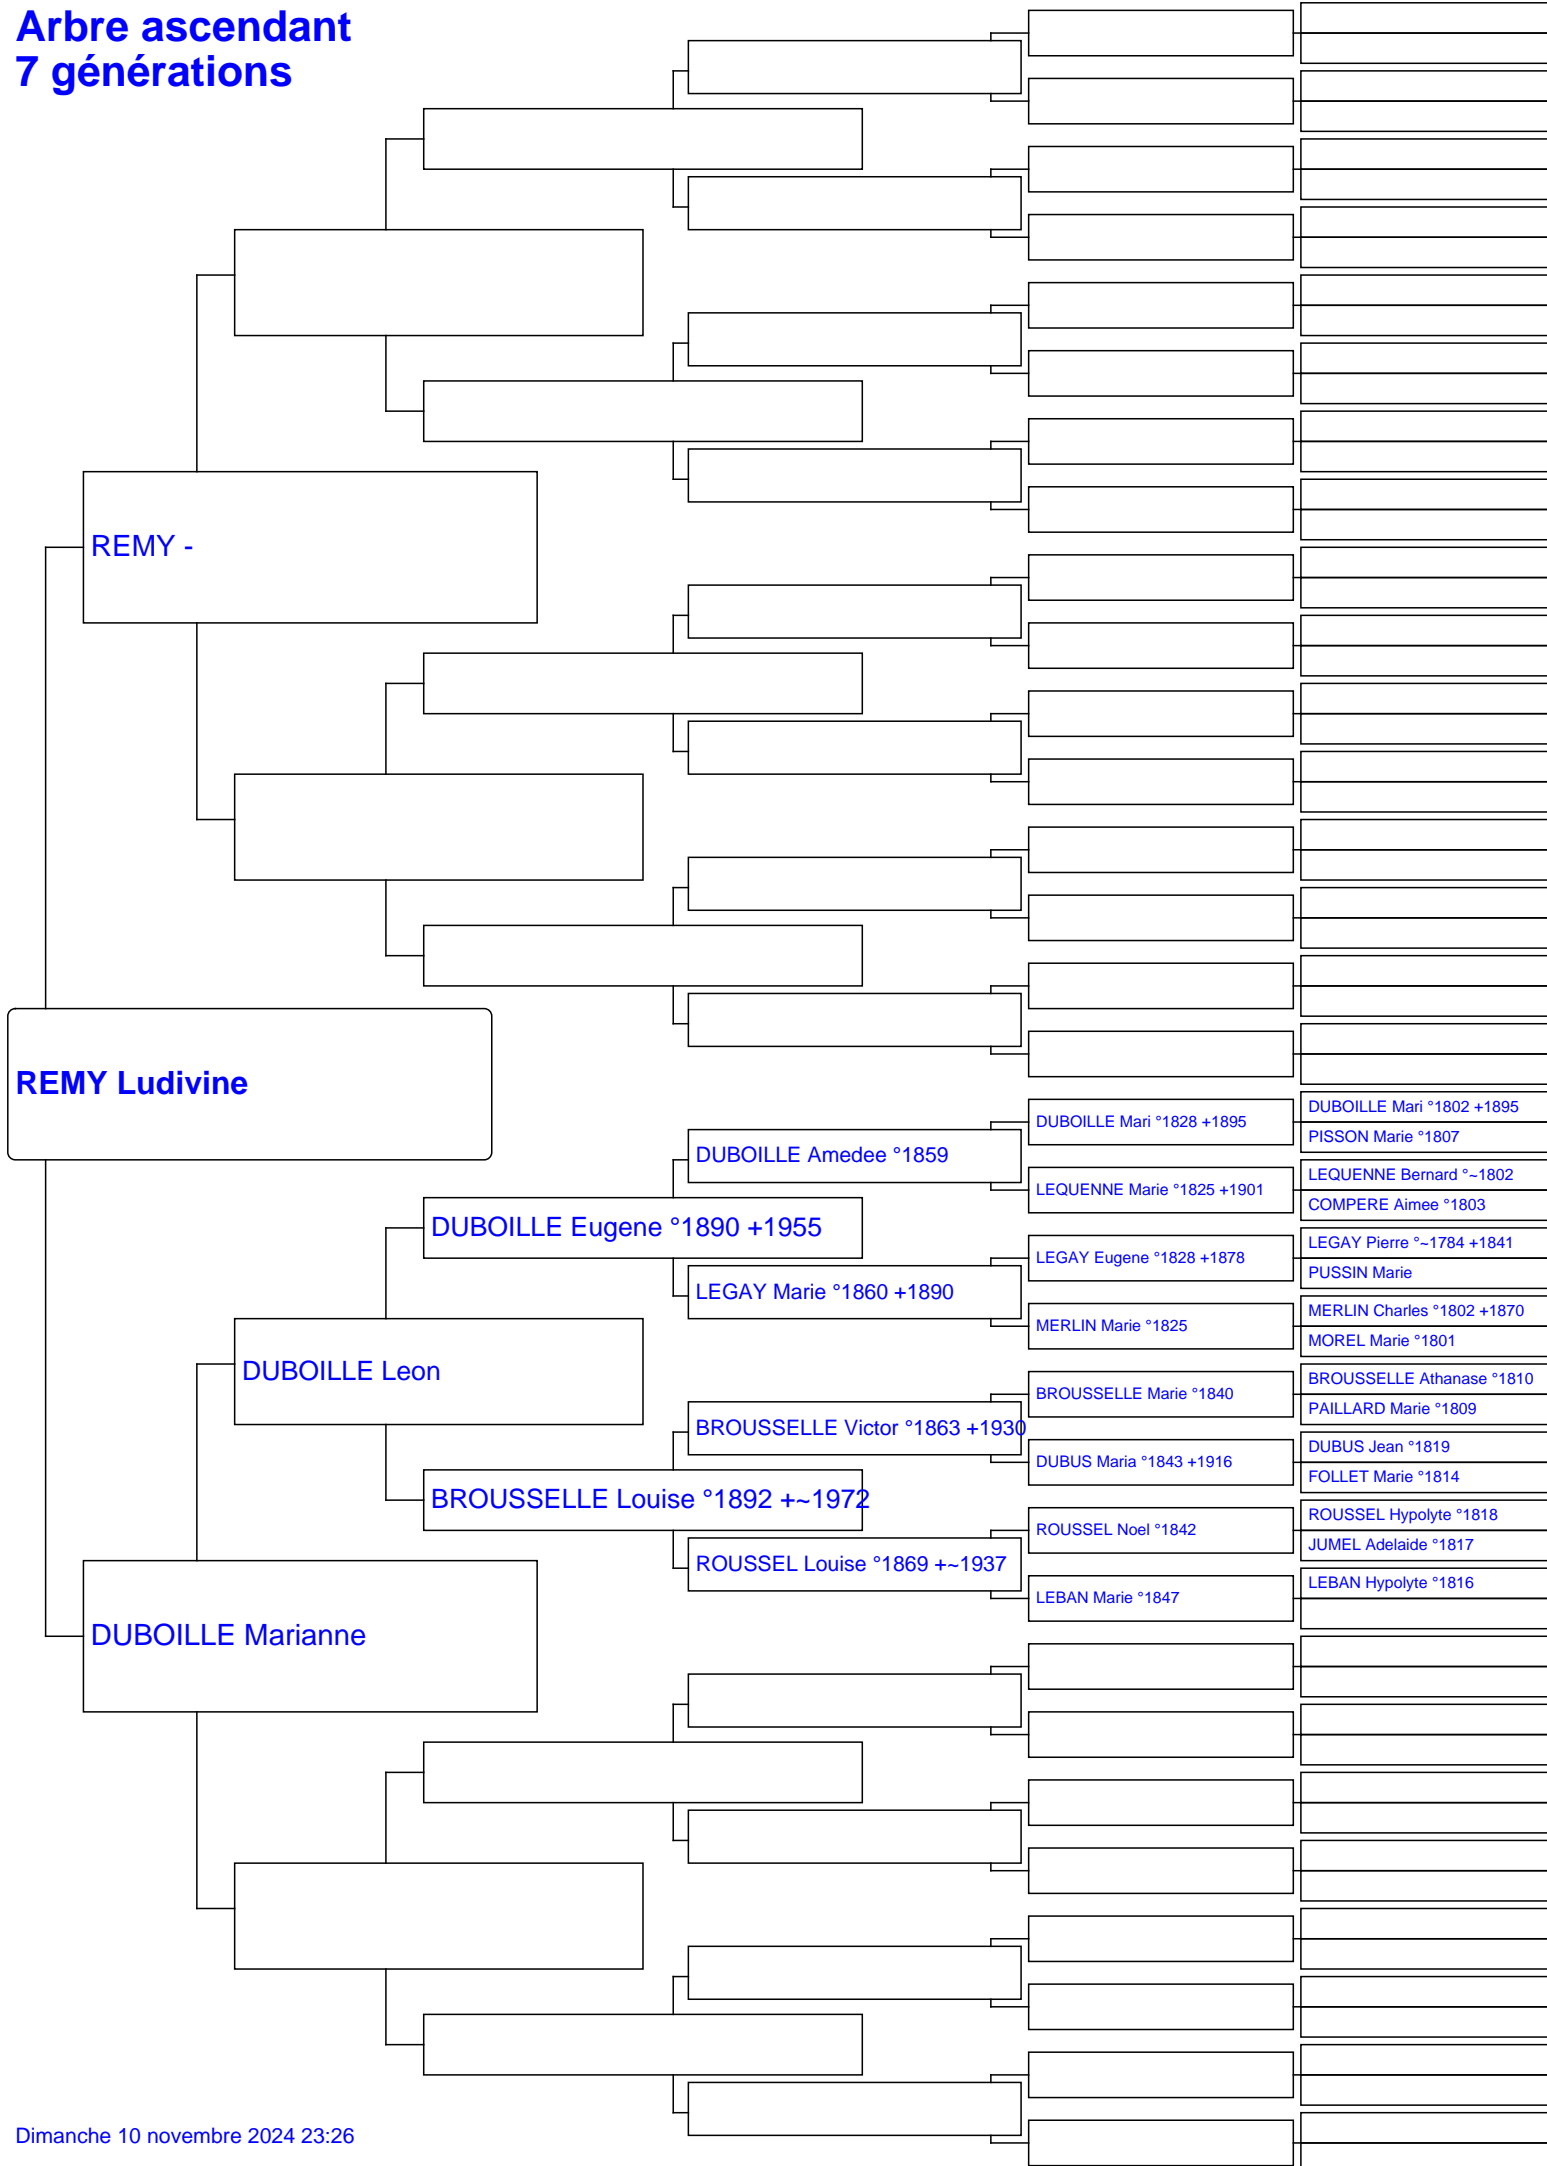 Arbre ascendant
7 générations
REMY -
REMY Ludivine
DUBOILLE Marianne
DUBOILLE Leon
DUBOILLE Eugene °1890 +1955
BROUSSELLE Louise °1892 +~1972
DUBOILLE Amedee °1859
LEGAY Marie °1860 +1890
BROUSSELLE Victor °1863 +1930
ROUSSEL Louise °1869 +~1937
DUBOILLE Mari °1828 +1895
LEQUENNE Marie °1825 +1901
LEGAY Eugene °1828 +1878
MERLIN Marie °1825
BROUSSELLE Marie °1840
DUBUS Maria °1843 +1916
ROUSSEL Noel °1842
LEBAN Marie °1847
DUBOILLE Mari °1802 +1895
PISSON Marie °1807
LEQUENNE Bernard °~1802
COMPERE Aimee °1803
LEGAY Pierre °~1784 +1841
PUSSIN Marie
MERLIN Charles °1802 +1870
MOREL Marie °1801
BROUSSELLE Athanase °1810
PAILLARD Marie °1809
DUBUS Jean °1819
FOLLET Marie °1814
ROUSSEL Hypolyte °1818
JUMEL Adelaide °1817
LEBAN Hypolyte °1816
Dimanche 10 novembre 2024 23:26